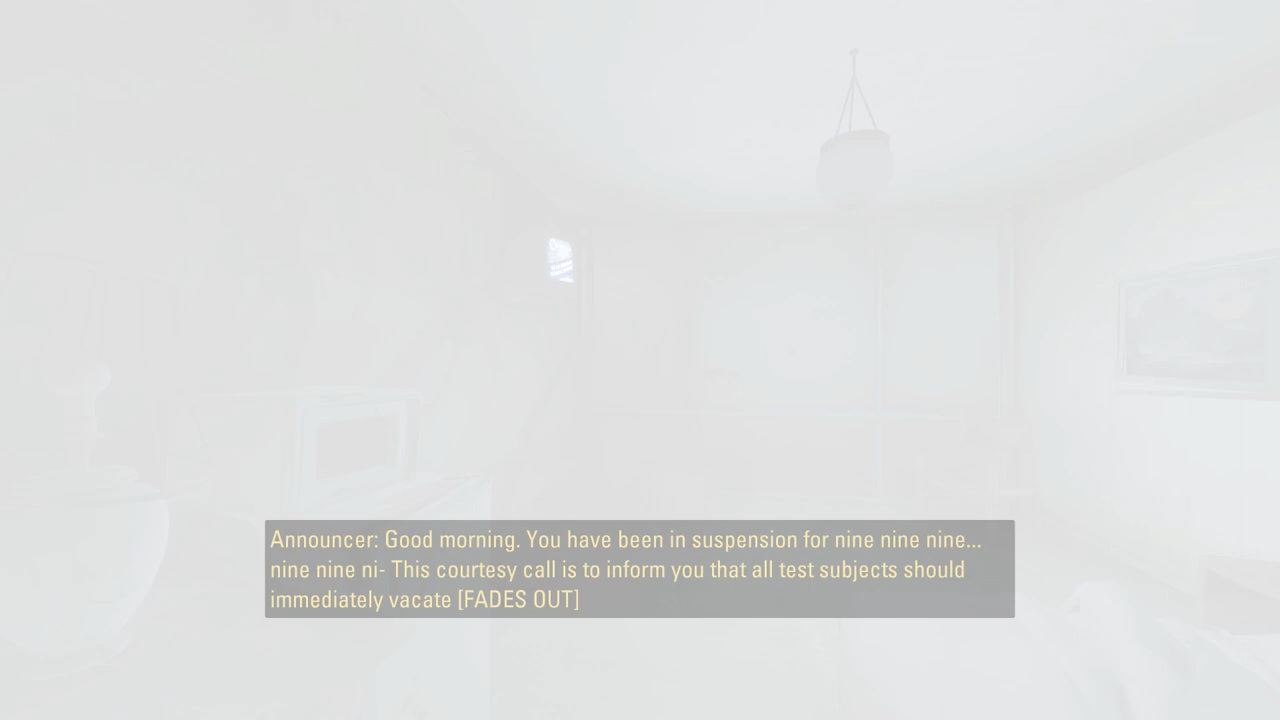 Announcer: Good morning. You have been in suspension for nine nine nine...
nine nine ni- This courtesy call is to inform you that all test subjects should
immediately vacate [FADES OUT]